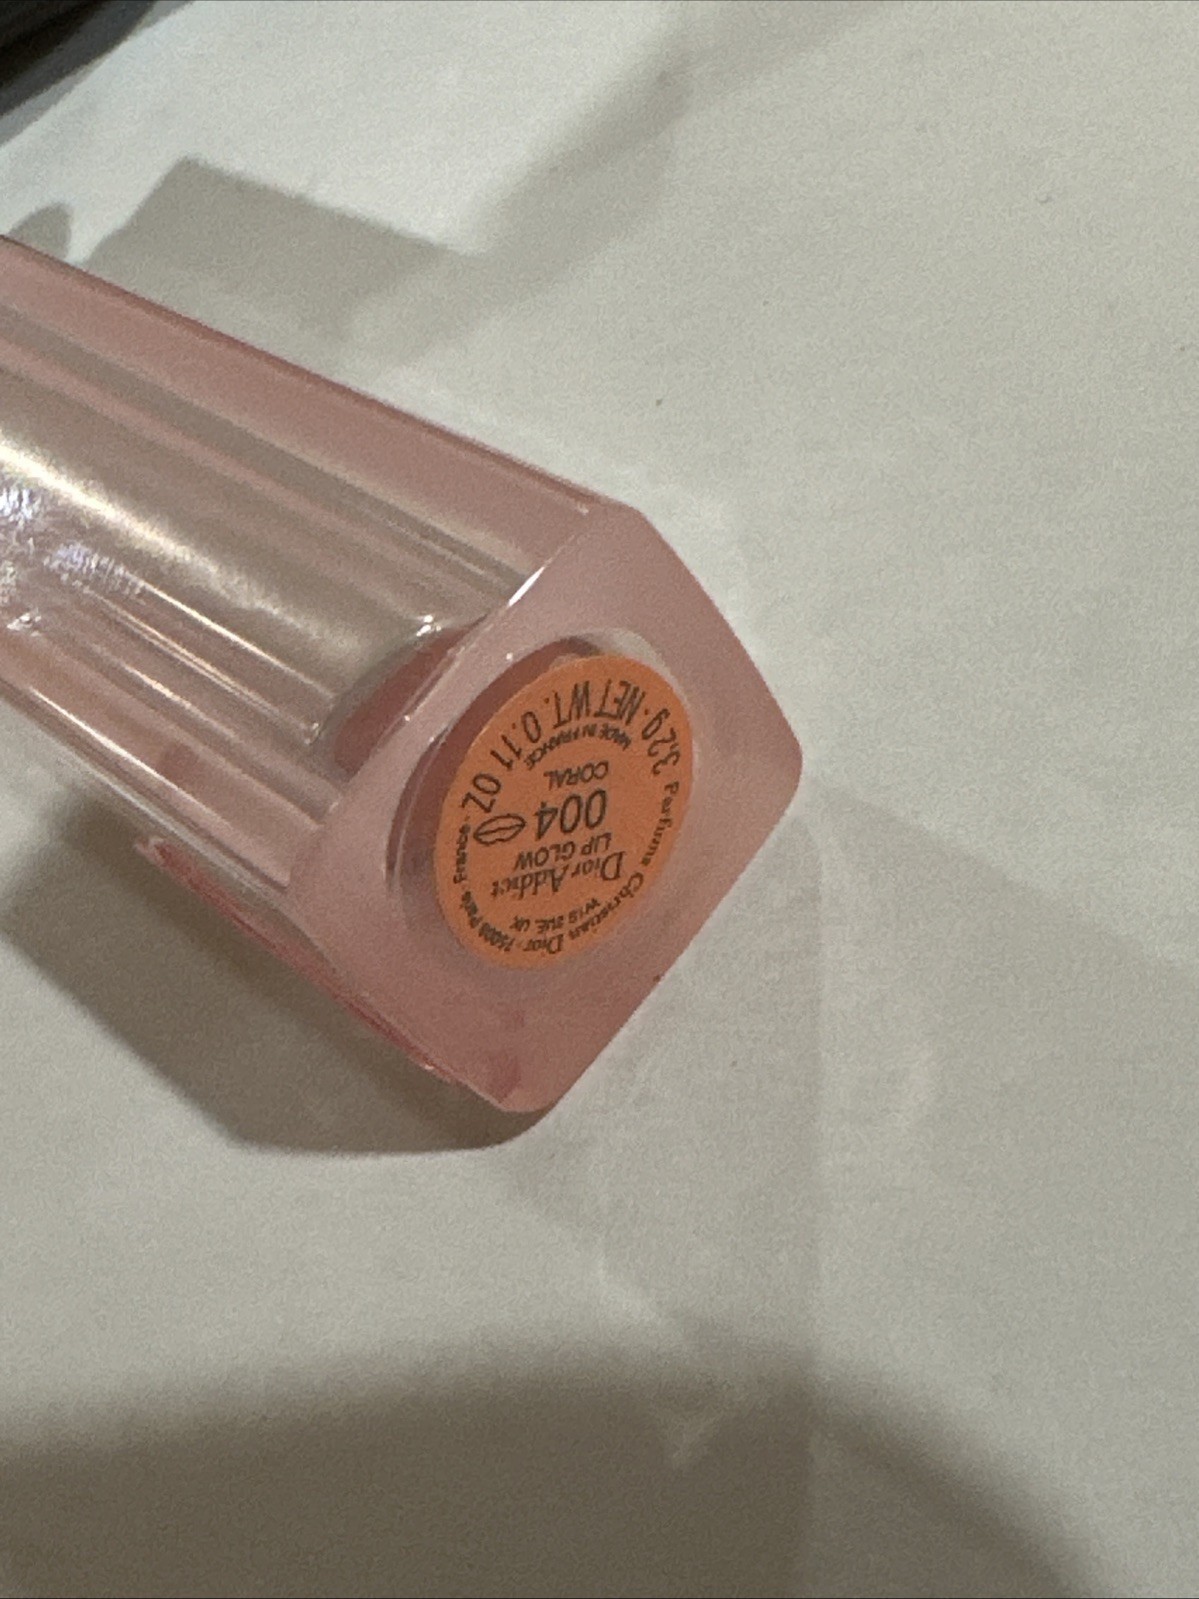 Parfums Christian Dior · 75008 Paris · France ·
W1S 2UE. UK
Dior Addict
LIP GLOW
004
CORAL
MADE IN FRANCE
3,2g · NET WT. 0.11 OZ